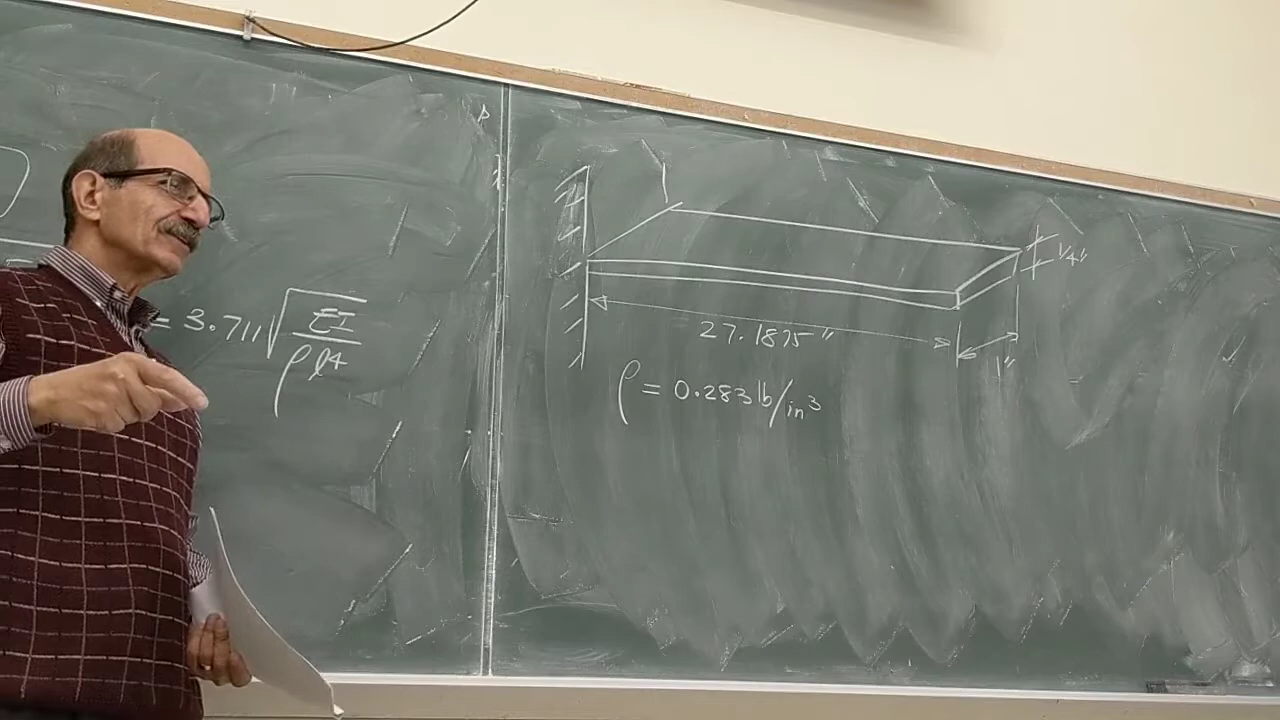 = 3.711 √ EI / ρℓ⁴
1/4"
27.1875"
1"
ρ = 0.283 lb/in³